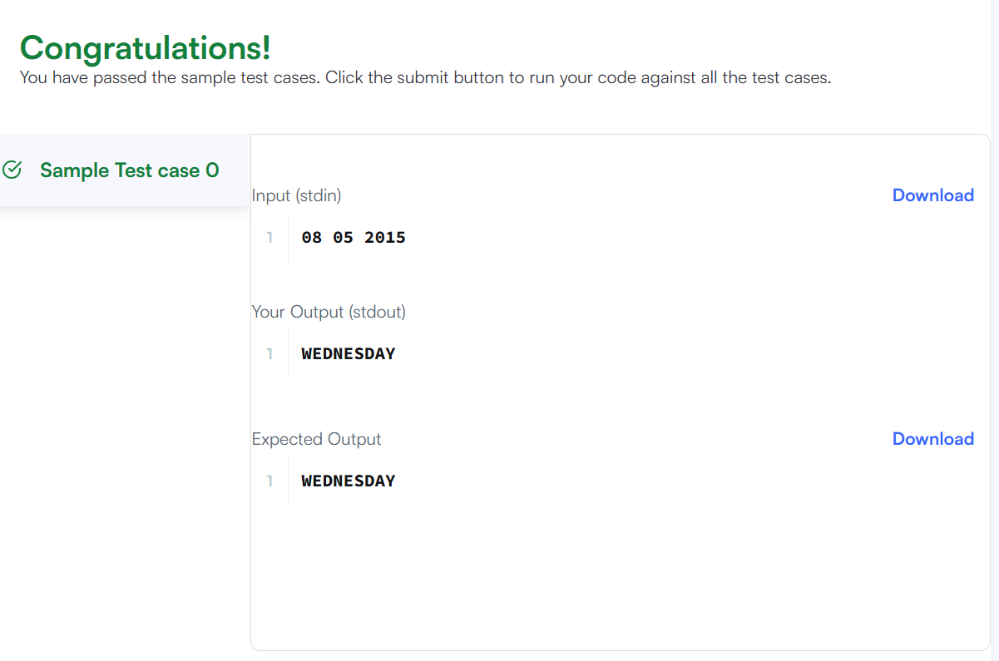 Congratulations!
You have passed the sample test cases. Click the submit button to run your code against all the test cases.
Sample Test case 0
Input (stdin)
Download
1
08 05 2015
Your Output (stdout)
1
WEDNESDAY
Expected Output
Download
1
WEDNESDAY